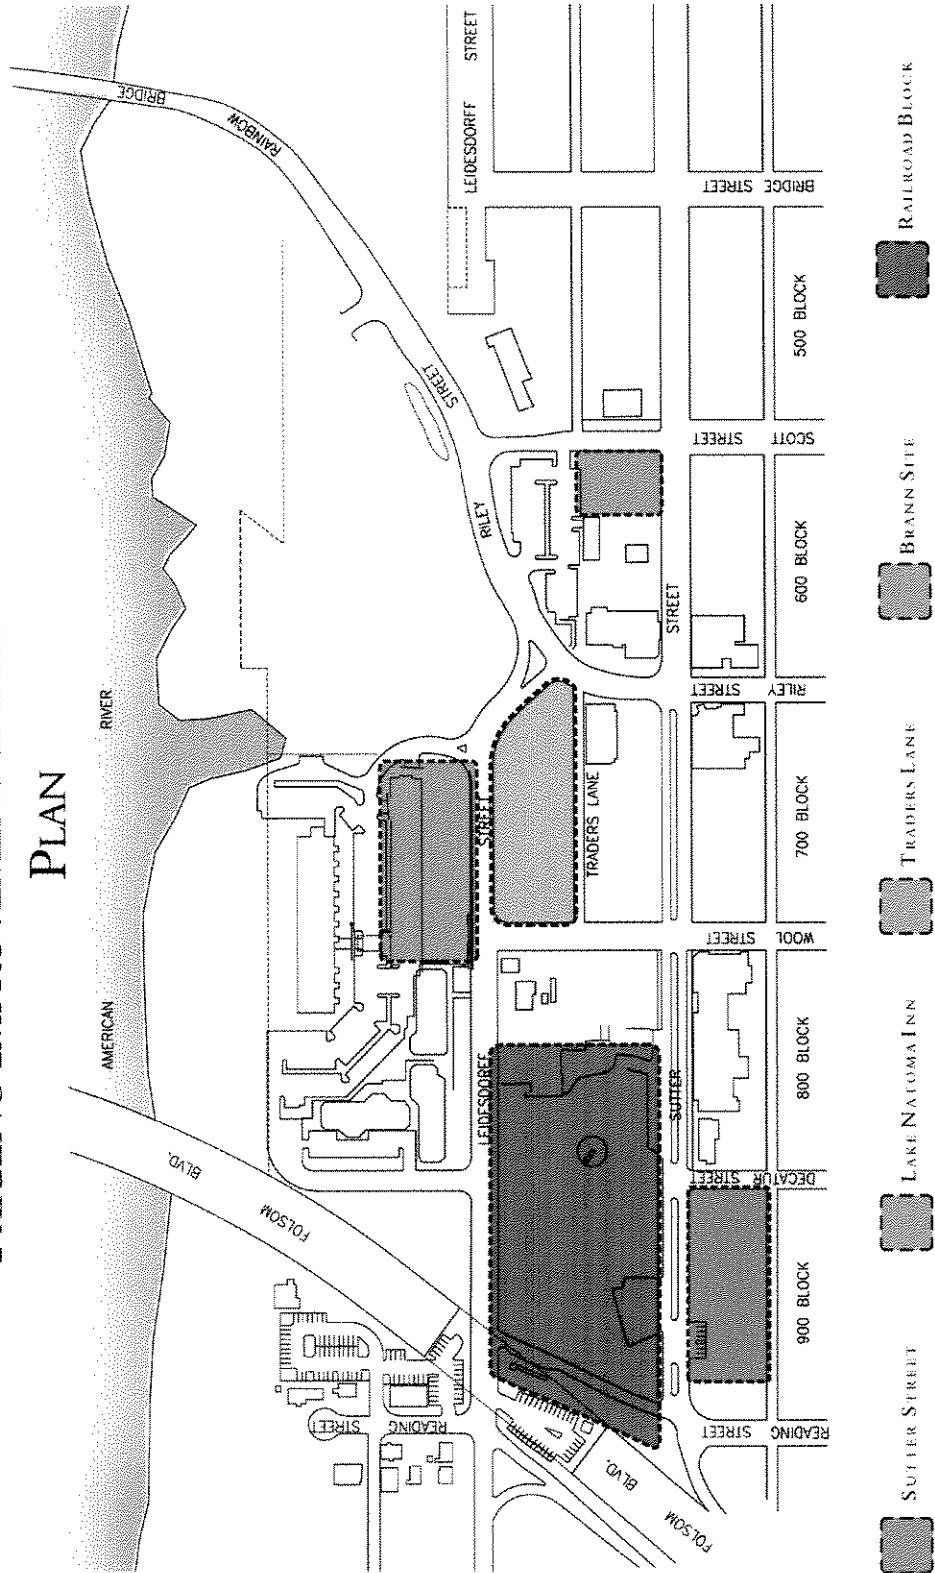 PLAN
AMERICAN RIVER
RAINBOW BRIDGE
FOLSOM BLVD.
RILEY STREET
LEIDESDORFF STREET
LEIDESDORFF STREET
READING STREET
TRADERS LANE
SUTTER STREET
FOLSOM BLVD.
READING STREET
DECATUR STREET
WOOL STREET
RILEY STREET
SCOTT STREET
BRIDGE STREET
900 BLOCK
800 BLOCK
700 BLOCK
600 BLOCK
500 BLOCK
SUTTER STREET
LAKE NATOMA INN
TRADERS LANE
BRANN SITE
RAILROAD BLOCK